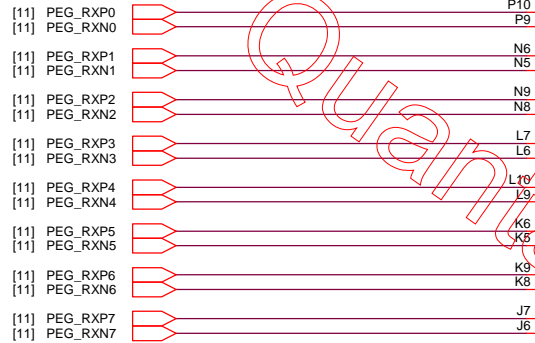 [11] PEG_RXP0 P10
[11] PEG_RXN0 P9
[11] PEG_RXP1 N6
[11] PEG_RXN1 N5
[11] PEG_RXP2 N9
[11] PEG_RXN2 N8
[11] PEG_RXP3 L7
[11] PEG_RXN3 L6
[11] PEG_RXP4 L10
[11] PEG_RXN4 L9
[11] PEG_RXP5 K6
[11] PEG_RXN5 K5
[11] PEG_RXP6 K9
[11] PEG_RXN6 K8
[11] PEG_RXP7 J7
[11] PEG_RXN7 J6